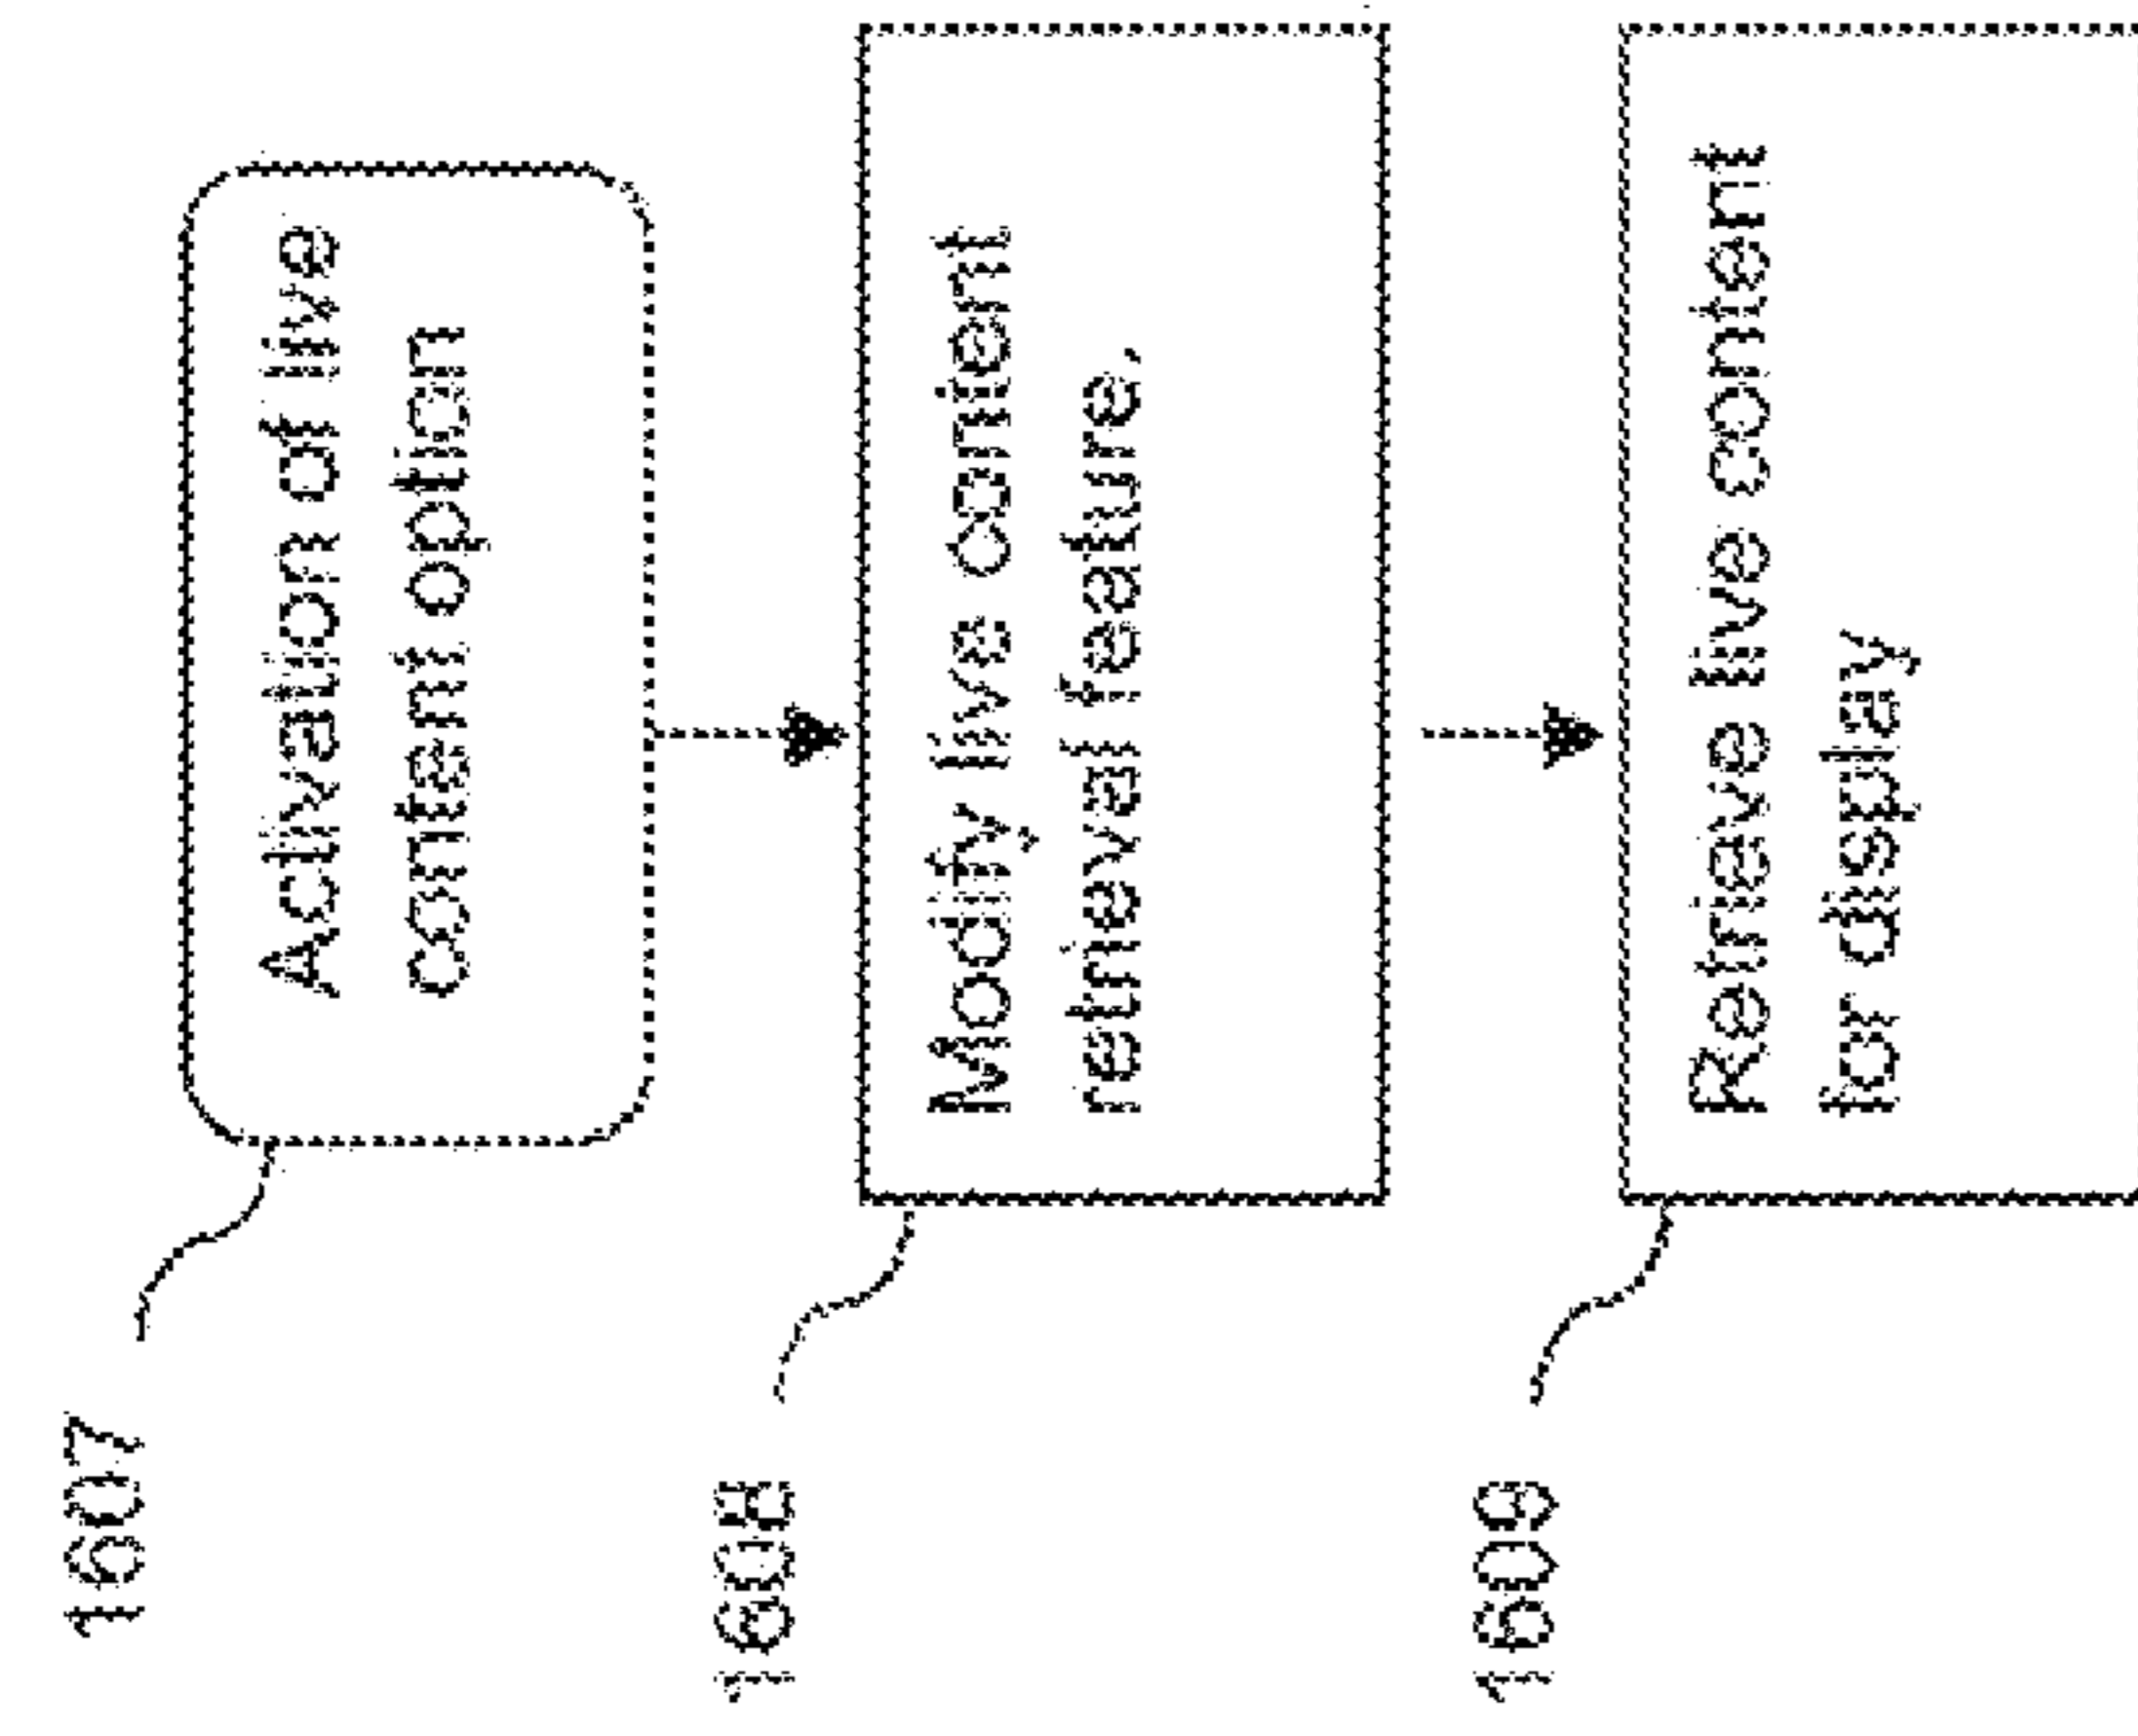 1607
Activation of live
content option
1608
Modify live content
retrieval feature.
1609
Retrieve live content
for display